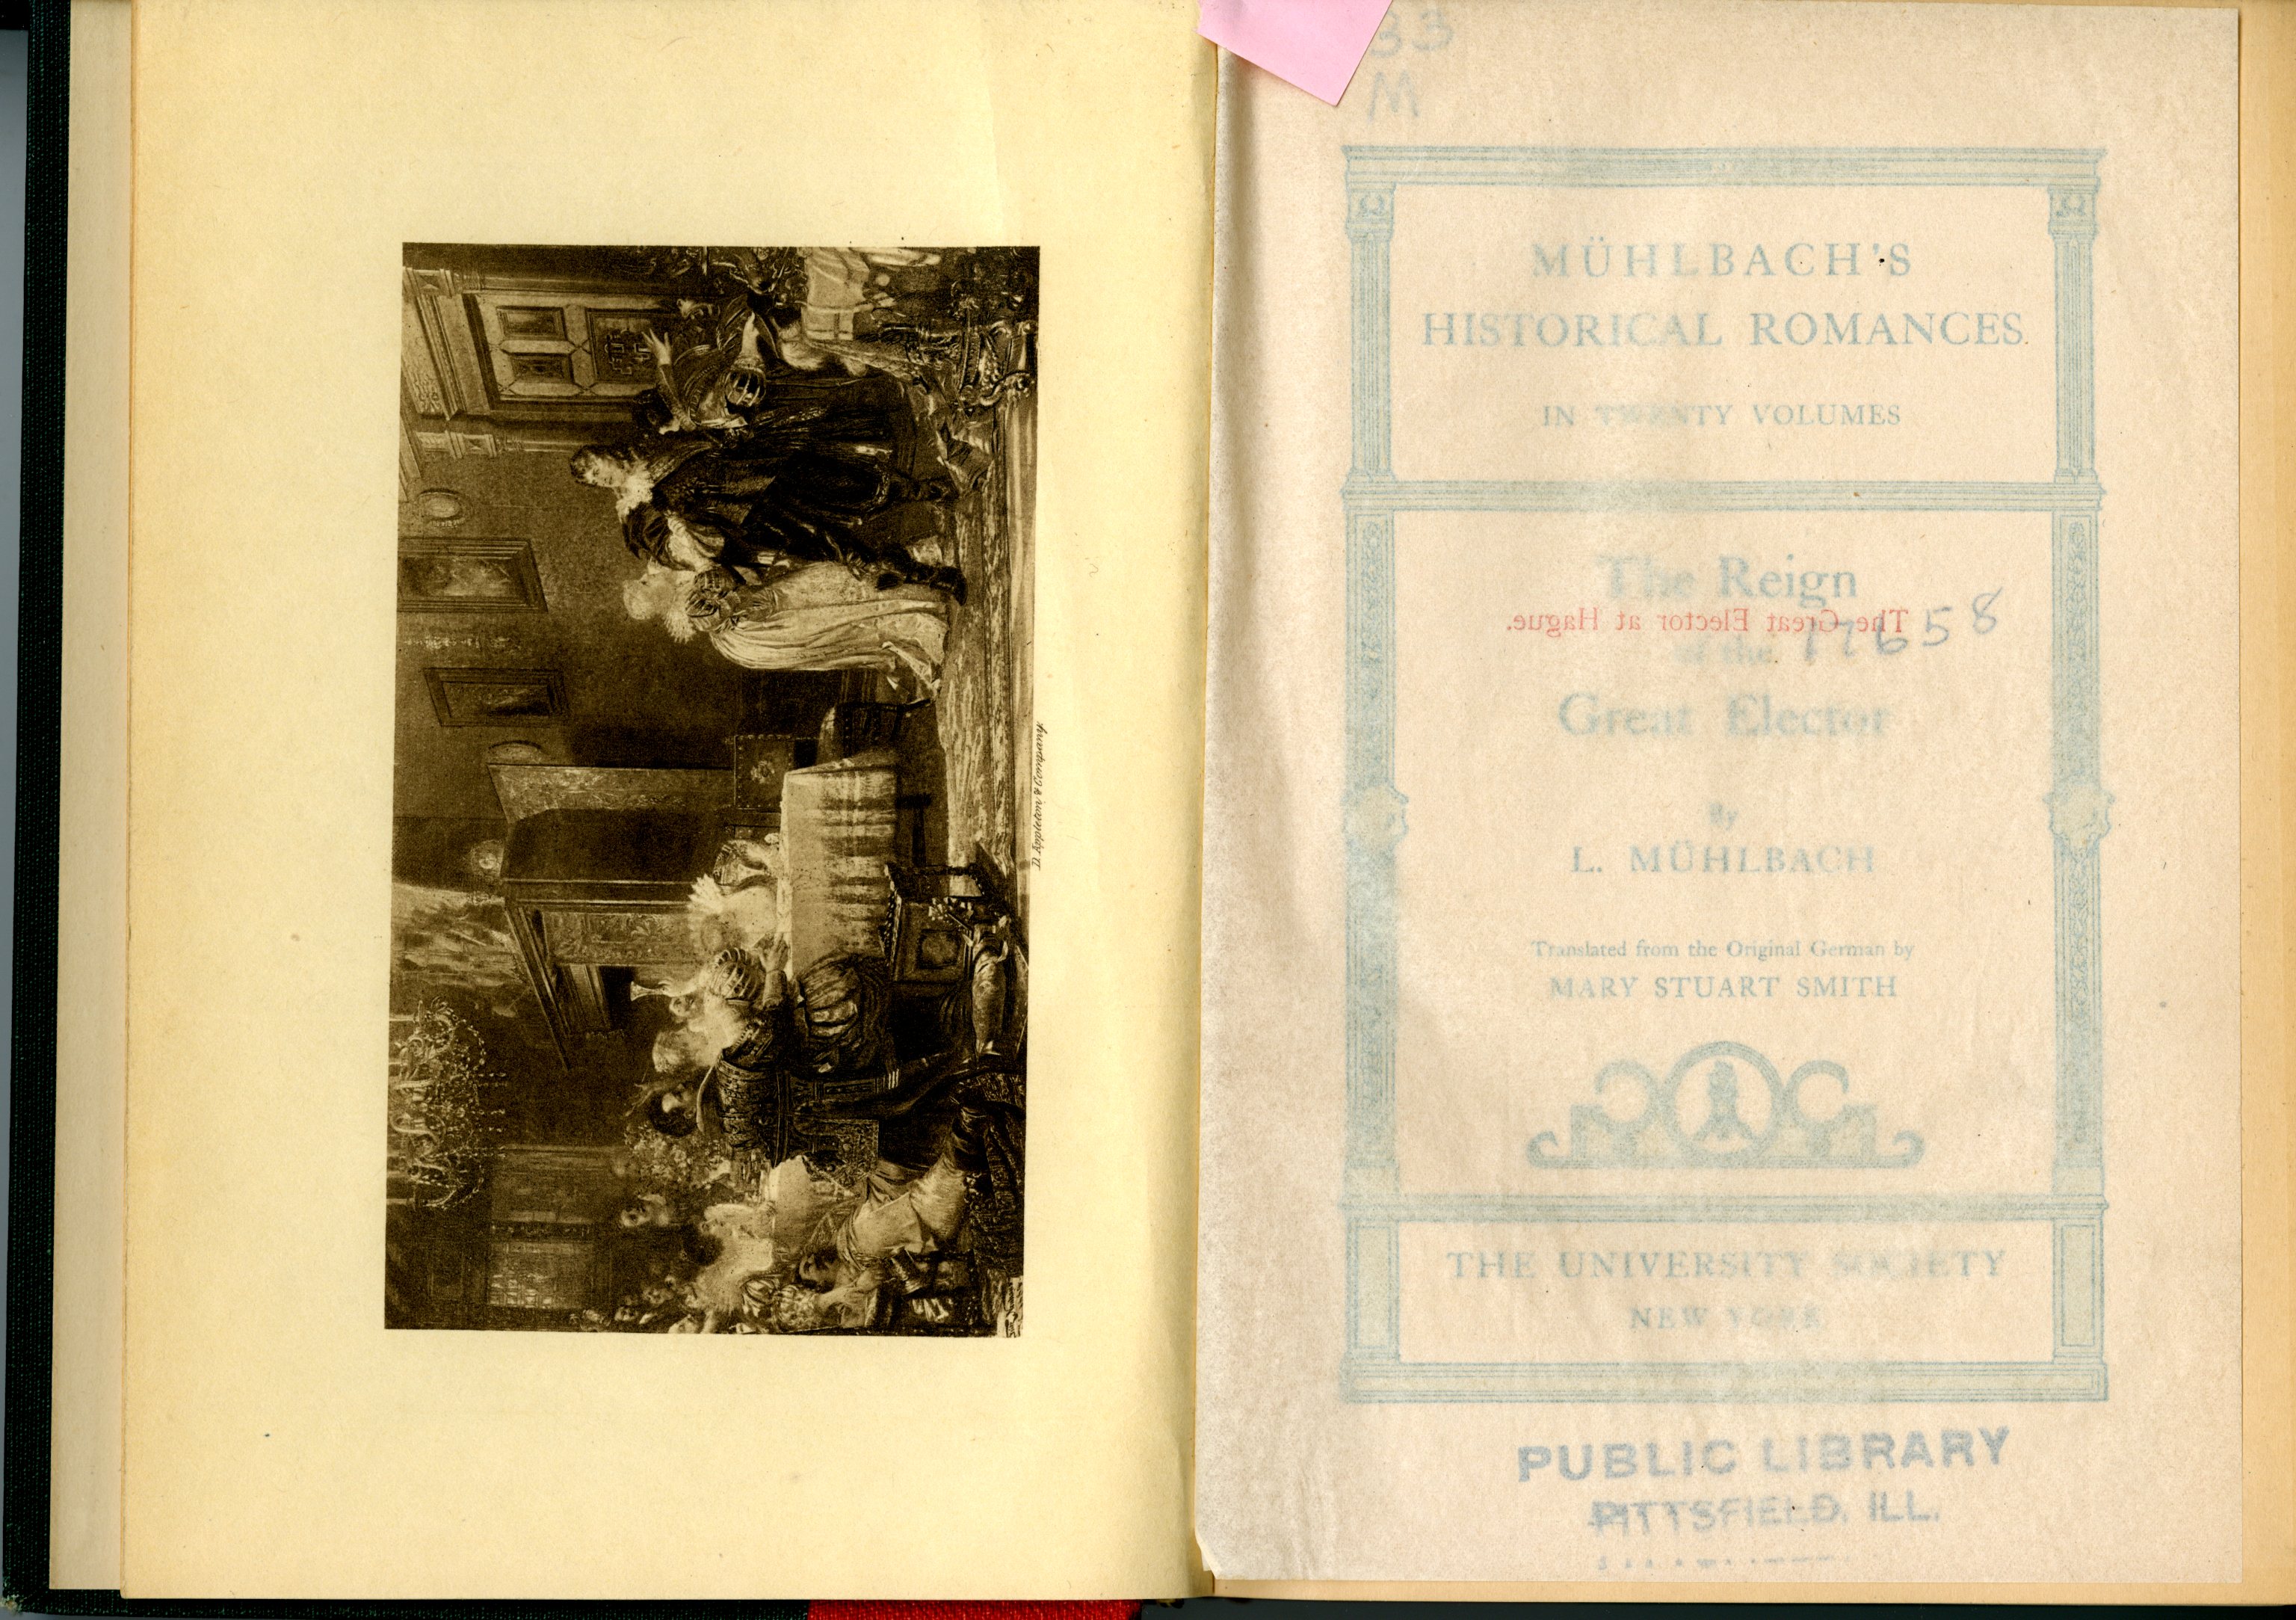 D. Appleton & Company.
33
M
MÜHLBACH'S
HISTORICAL ROMANCES
IN TWENTY VOLUMES
The Reign
The Great Elector at Hague.
of the
17658
Great Elector
By
L. MÜHLBACH
Translated from the Original German by
MARY STUART SMITH
THE UNIVERSITY SOCIETY
NEW YORK
PUBLIC LIBRARY
PITTSFIELD, ILL.